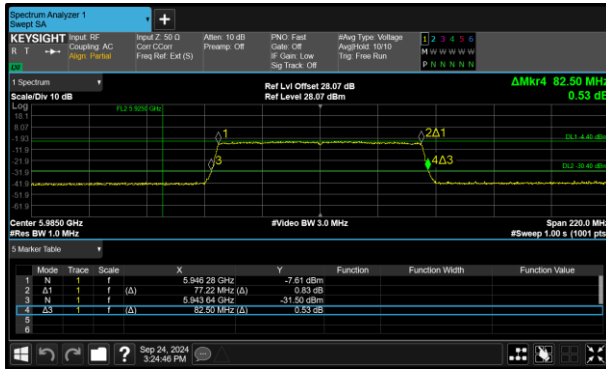 Spectrum Analyzer 1
Swept SA
KEYSIGHT Input: RF Input Z: 50 Ω Atten: 10 dB PNO: Fast #Avg Type: Voltage 1 2 3 4 5 6
R T Coupling: AC Corr CCorr Preamp: Off Gate: Off Avg|Hold: 10/10 M W W W W W
Align: Partial Freq Ref: Ext (S) IF Gain: Low Trig: Free Run P N N N N N
Sig Track: Off
1 Spectrum Ref Lvl Offset 28.07 dB ΔMkr4 82.50 MHz
Scale/Div 10 dB Ref Level 28.07 dBm 0.53 dB
Log
18.1 FL2 5.9250 GHz
8.07
-1.93 1 2Δ1 DL1 -4.40 dBm
-11.9
-21.9 3 4Δ3
-31.9 DL2 -30.40 dBm
-41.9
-51.9
-61.9
Center 5.9850 GHz #Video BW 3.0 MHz Span 220.0 MHz
#Res BW 1.0 MHz #Sweep 1.00 s (1001 pts)
5 Marker Table
Mode Trace Scale X Y Function Function Width Function Value
1 N 1 f 5.946 28 GHz -7.61 dBm
2 Δ1 1 f (Δ) 77.22 MHz (Δ) 0.83 dB
3 N 1 f 5.943 64 GHz -31.50 dBm
4 Δ3 1 f (Δ) 82.50 MHz (Δ) 0.53 dB
5
6
? Sep 24, 2024
3:24:46 PM